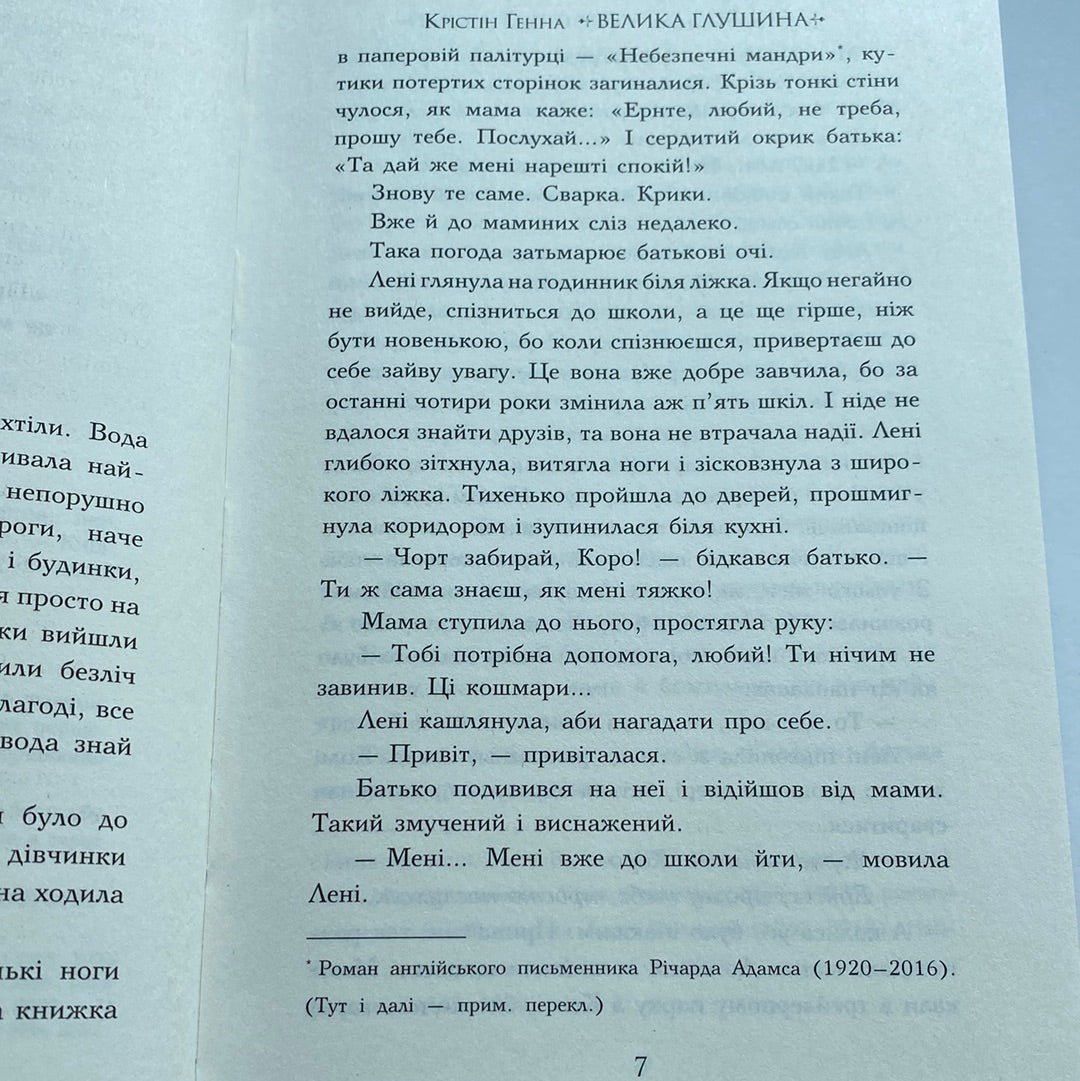 хтіли. Вода
ивала най-
непорушно
роги, наче
і будинки,
я просто на
ки вийшли
или безліч
лагоді, все
вода знай
було до
дівчинки
на ходила
ькі ноги
а книжка
Крістін Генна ВЕЛИКА ГЛУШИНА
в паперовій палітурці — «Небезпечні мандри»*, ку-
тики потертих сторінок загиналися. Крізь тонкі стіни
чулося, як мама каже: «Ернте, любий, не треба,
прошу тебе. Послухай...» І сердитий окрик батька:
«Та дай же мені нарешті спокій!»
Знову те саме. Сварка. Крики.
Вже й до маминих сліз недалеко.
Така погода затьмарює батькові очі.
Лені глянула на годинник біля ліжка. Якщо негайно
не вийде, спізниться до школи, а це ще гірше, ніж
бути новенькою, бо коли спізнюєшся, привертаєш до
себе зайву увагу. Це вона вже добре завчила, бо за
останні чотири роки змінила аж п’ять шкіл. І ніде не
вдалося знайти друзів, та вона не втрачала надії. Лені
глибоко зітхнула, витягла ноги і зісковзнула з широ-
кого ліжка. Тихенько пройшла до дверей, прошмиг-
нула коридором і зупинилася біля кухні.
— Чорт забирай, Коро! — бідкався батько. —
Ти ж сама знаєш, як мені тяжко!
Мама ступила до нього, простягла руку:
— Тобі потрібна допомога, любий! Ти нічим не
завинив. Ці кошмари...
Лені кашлянула, аби нагадати про себе.
— Привіт, — привіталася.
Батько подивився на неї і відійшов від мами.
Такий змучений і виснажений.
— Мені... Мені вже до школи йти, — мовила
Лені.
* Роман англійського письменника Річарда Адамса (1920–2016).
(Тут і далі — прим. перекл.)
7